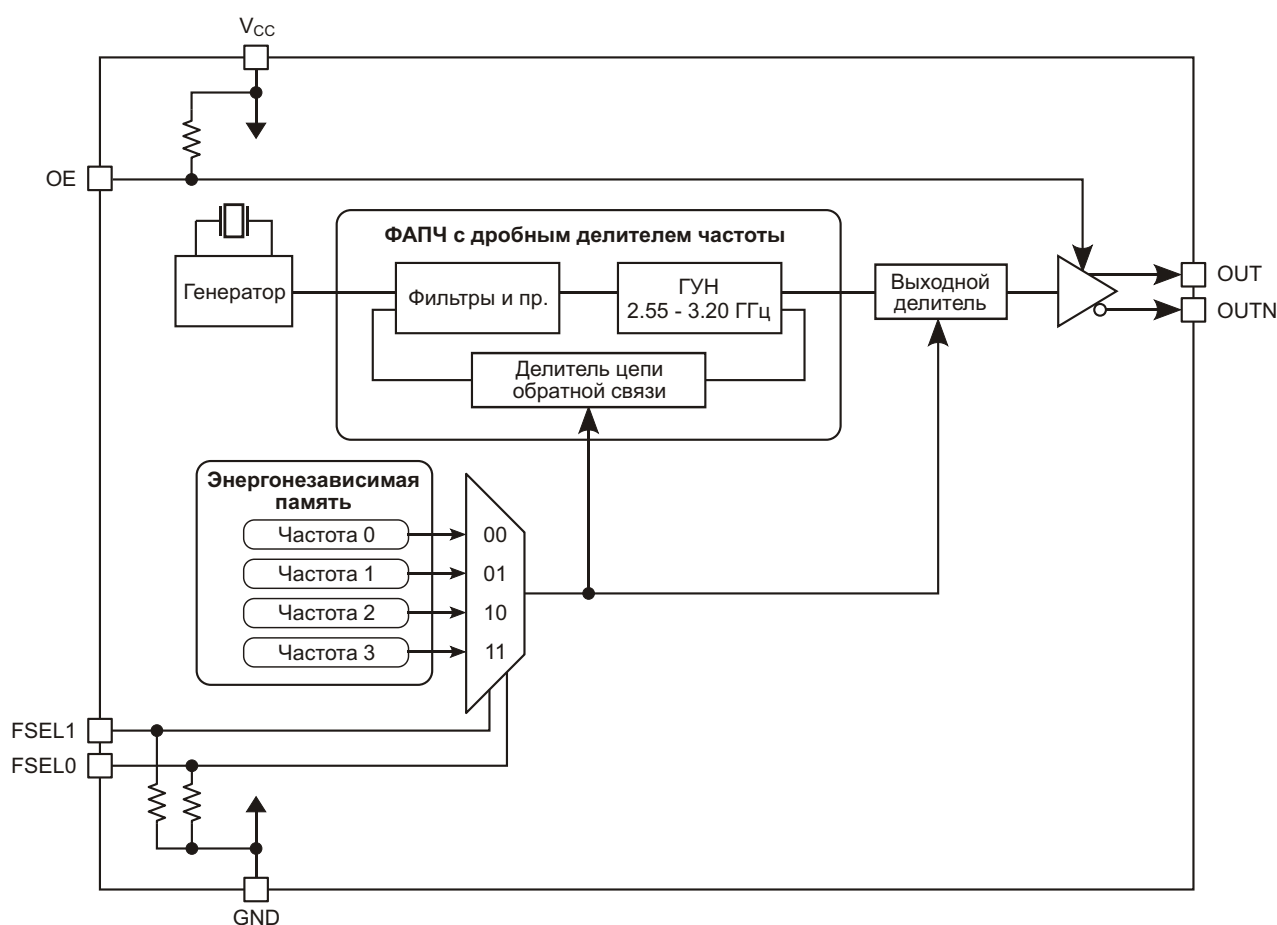 VCC
OE
ФАПЧ с дробным делителем частоты
Генератор
Фильтры и пр.
ГУН
2.55 - 3.20 ГГц
Выходной
делитель
OUT
OUTN
Делитель цепи
обратной связи
Энергонезависимая
память
Частота 0
00
Частота 1
01
Частота 2
10
Частота 3
11
FSEL1
FSEL0
GND